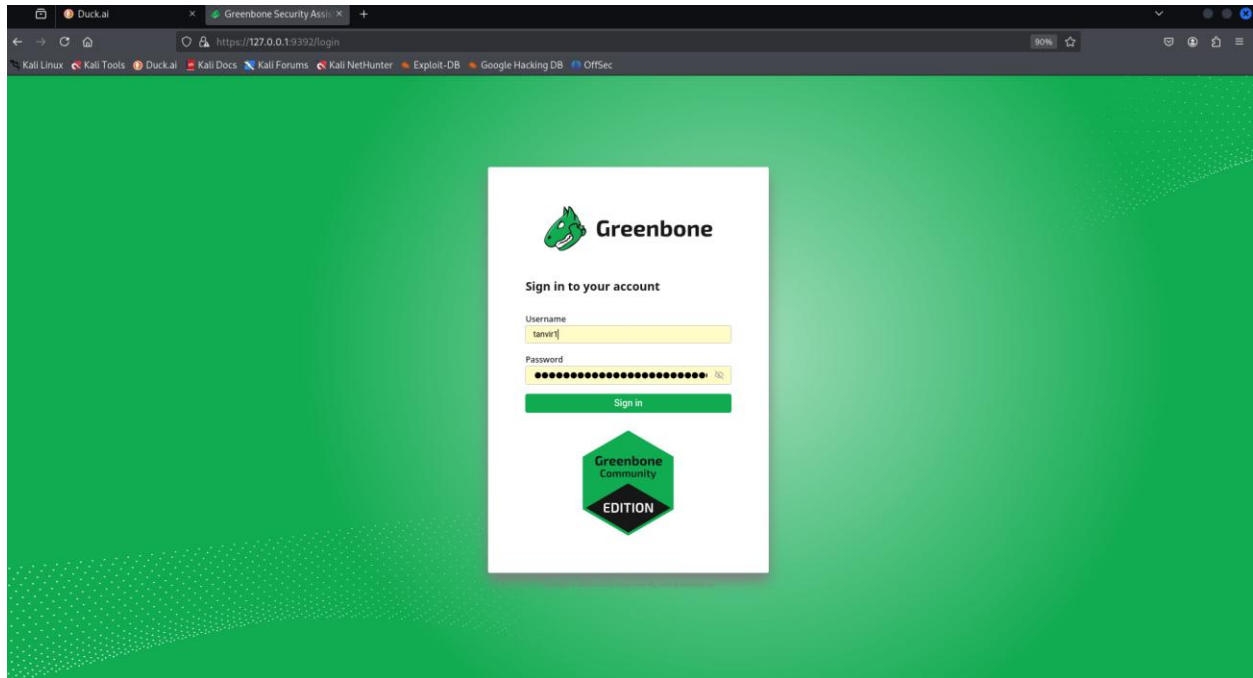 Duck.ai × Greenbone Security Assis × +
https://127.0.0.1:9392/login 90%
Kali Linux Kali Tools Duck.ai Kali Docs Kali Forums Kali NetHunter Exploit-DB Google Hacking DB OffSec
Greenbone
Sign in to your account
Username
tanvir1
Password
Sign in
Greenbone
Community
EDITION